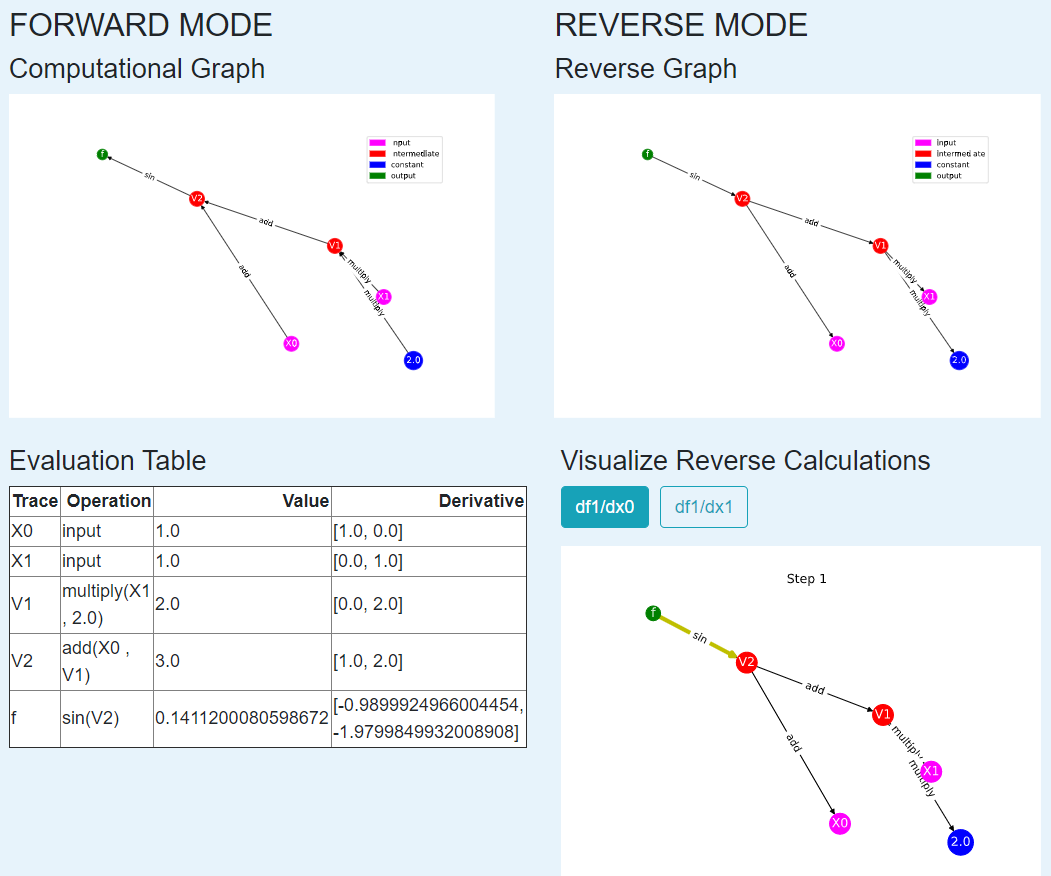 FORWARD MODE
Computational Graph
f
sin
V2
add
V1
multiply
X1
multiply
add
X0
2.0
nput
ntermediate
constant
output
REVERSE MODE
Reverse Graph
f
sin
V2
add
V1
multiply
X1
multiply
add
X0
2.0
Input
Intermed ate
constant
output
Evaluation Table
Trace Operation Value Derivative
X0 input 1.0 [1.0, 0.0]
X1 input 1.0 [0.0, 1.0]
V1 multiply(X1 2.0 [0.0, 2.0]
, 2.0)
V2 add(X0 , 3.0 [1.0, 2.0]
V1)
f sin(V2) 0.1411200080598672 [-0.9899924966004454,
-1.9799849932008908]
Visualize Reverse Calculations
df1/dx0 df1/dx1
Step 1
f
sin
V2
add
V1
multiply
X1
multiply
add
X0
2.0